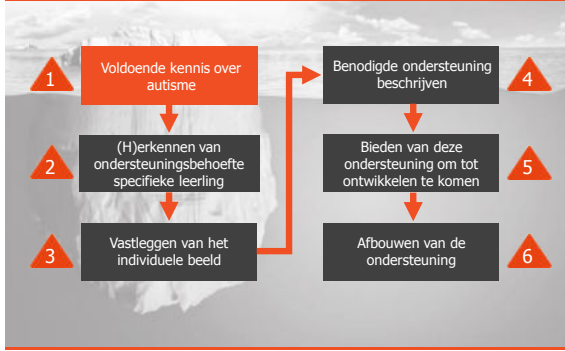 1
Voldoende kennis over
autisme
2
(H)erkennen van
ondersteuningsbehoefte
specifieke leerling
3
Vastleggen van het
individuele beeld
Benodigde ondersteuning
beschrijven
4
Bieden van deze
ondersteuning om tot
ontwikkelen te komen
5
Afbouwen van de
ondersteuning
6